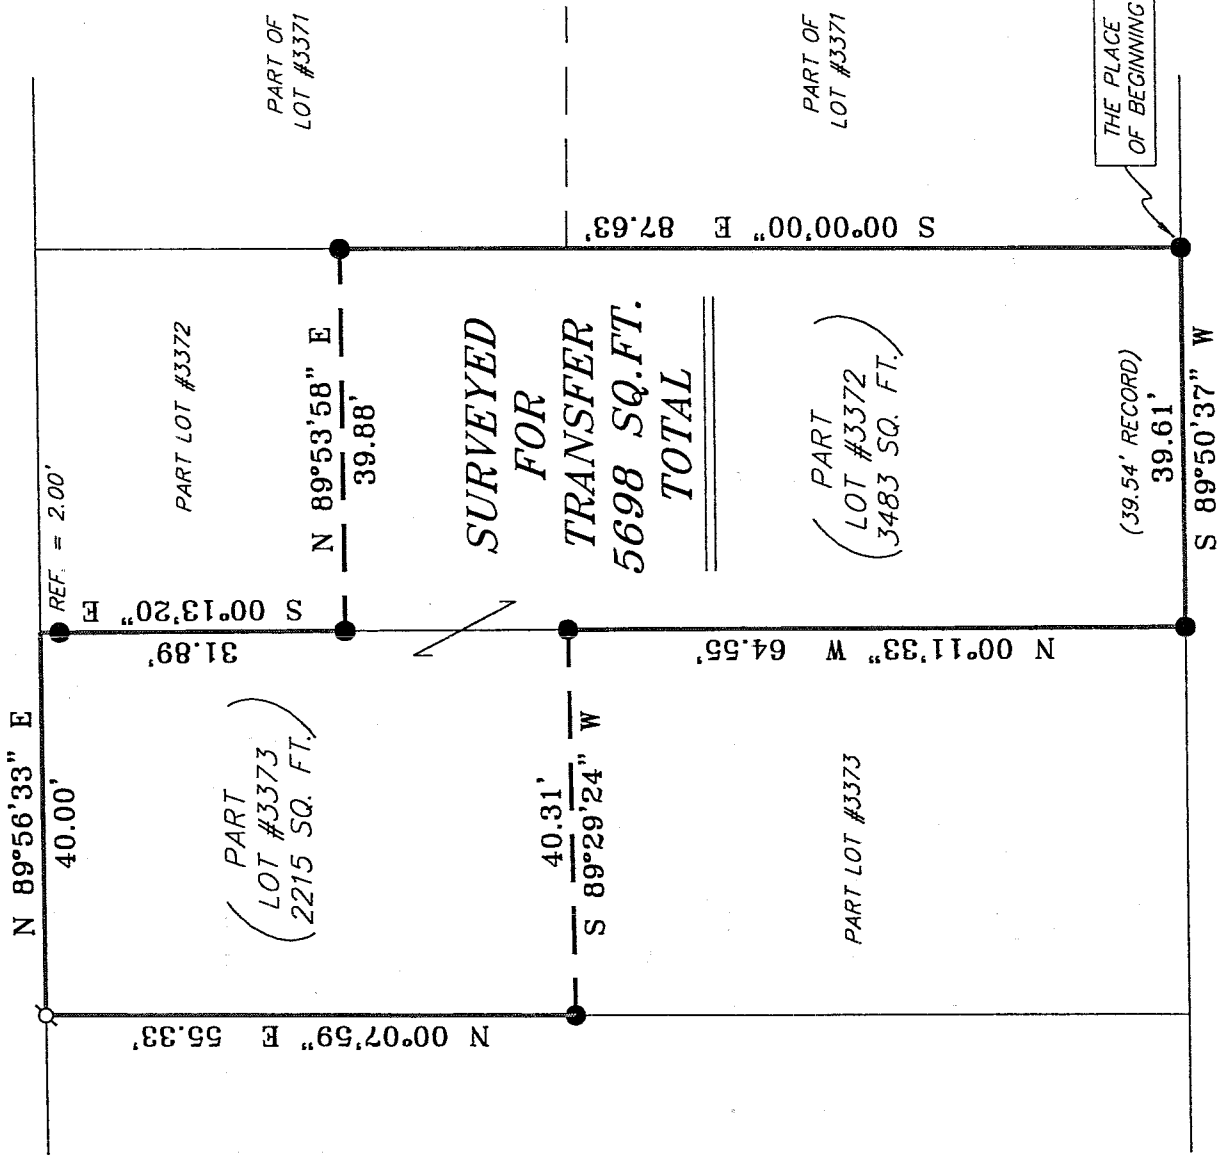 PART OF
LOT #3371
PART OF
LOT #3371
THE PLACE
OF BEGINNING
S 00°00'00" E 87.63'
REF. = 2.00'
PART LOT #3372
N 89°53'58" E
39.88'
SURVEYED
FOR
TRANSFER
5698 SQ.FT.
TOTAL
PART
LOT #3372
3483 SQ. FT.
(39.54' RECORD)
39.61'
S 89°50'37" W
S 00°13'20" E
31.89'
N 00°11'33" W 64.55'
N 89°56'33" E
40.00'
(PART
LOT #3373
2215 SQ. FT.)
40.31'
S 89°29'24" W
PART LOT #3373
N 00°07'59" E 55.33'